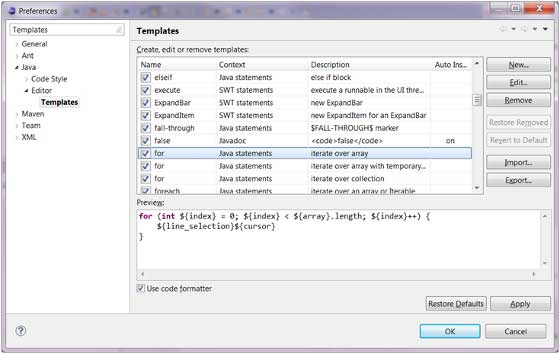 Preferences
Templates
General
Ant
Java
Code Style
Editor
Templates
Maven
Team
XML
Templates
Create, edit or remove templates:
Name Context Description Auto Ins...
elseif Java statements else if block
execute SWT statements execute a runnable in the UI thre...
ExpandBar SWT statements new ExpandBar
ExpandItem SWT statements new ExpandItem for an ExpandBar
fall-through Java statements $FALL-THROUGH$ marker
false Javadoc <code>false</code> on
for Java statements iterate over array
for Java statements iterate over array with temporary...
for Java statements iterate over collection
foreach Java statements iterate over an array or Iterable
New...
Edit...
Remove
Restore Removed
Revert to Default
Import...
Export...
Preview:
for (int ${index} = 0; ${index} < ${array}.length; ${index}++) {
${line_selection}${cursor}
}
Use code formatter
Restore Defaults Apply
? OK Cancel